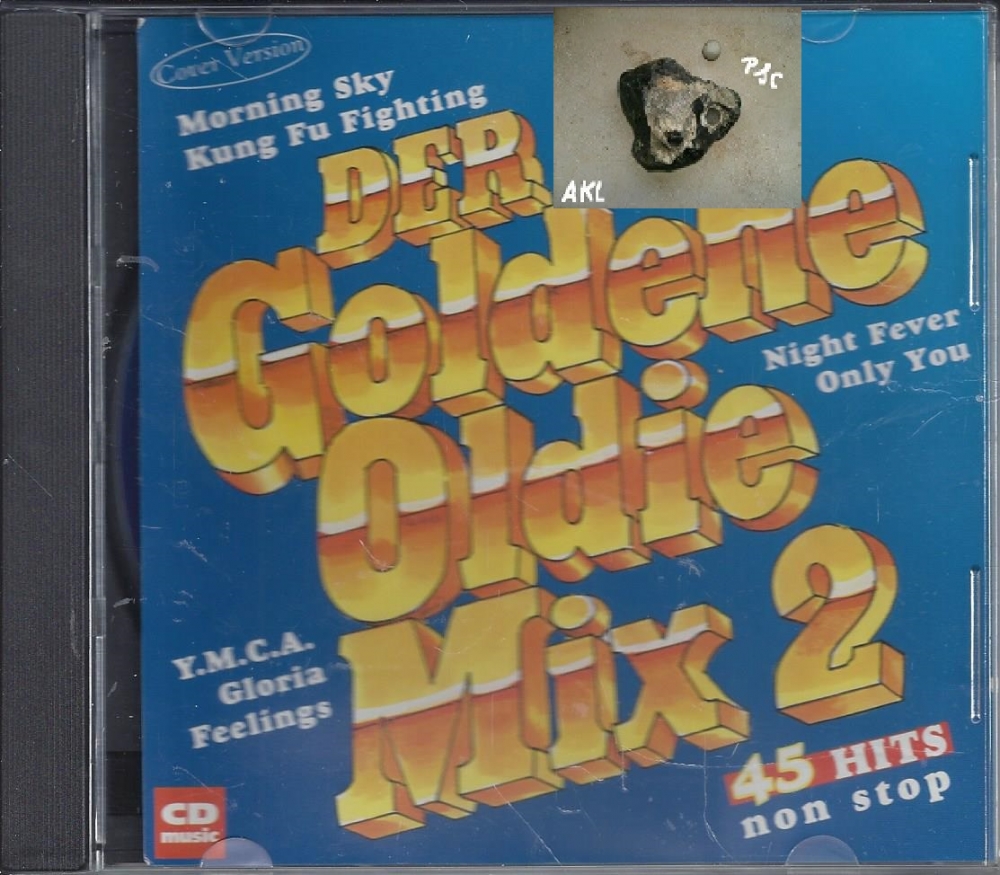 Cover Version
Morning Sky
Kung Fu Fighting
DER
Goldene
Oldie
Mix 2
Night Fever
Only You
Y.M.C.A.
Gloria
Feelings
45 HITS
non stop
CD
music
AKL